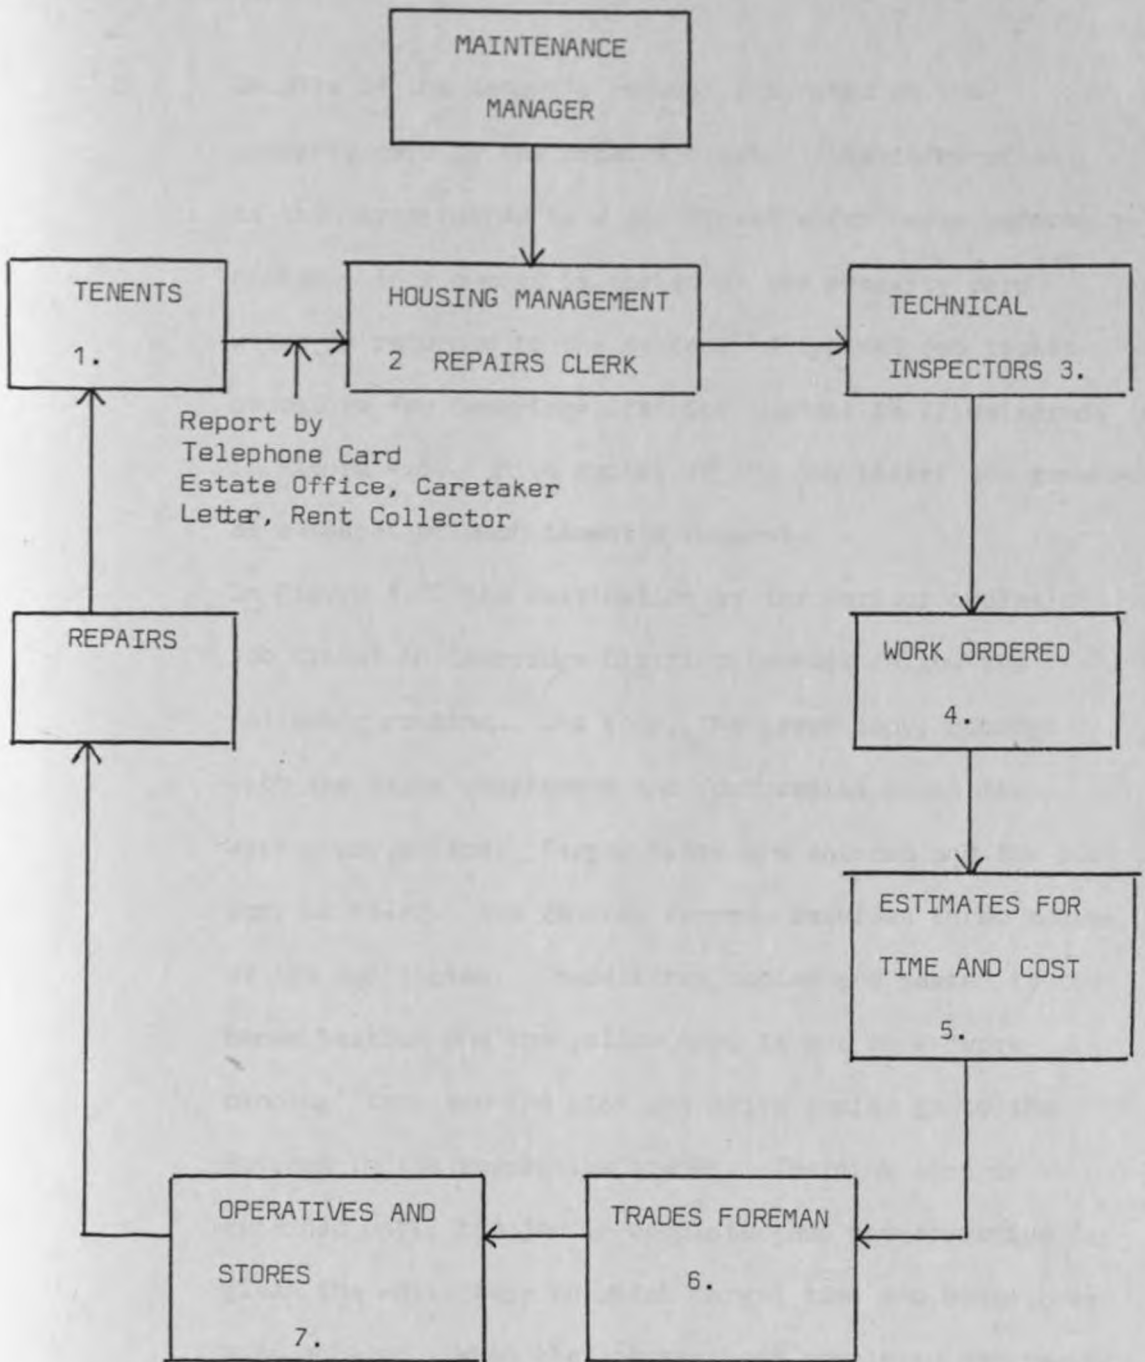 MAINTENANCE
MANAGER
TENENTS
1.
HOUSING MANAGEMENT
2 REPAIRS CLERK
TECHNICAL
INSPECTORS 3.
Report by
Telephone Card
Estate Office, Caretaker
Letter, Rent Collector
REPAIRS
WORK ORDERED
4.
ESTIMATES FOR
TIME AND COST
5.
TRADES FOREMAN
6.
OPERATIVES AND
STORES
7.